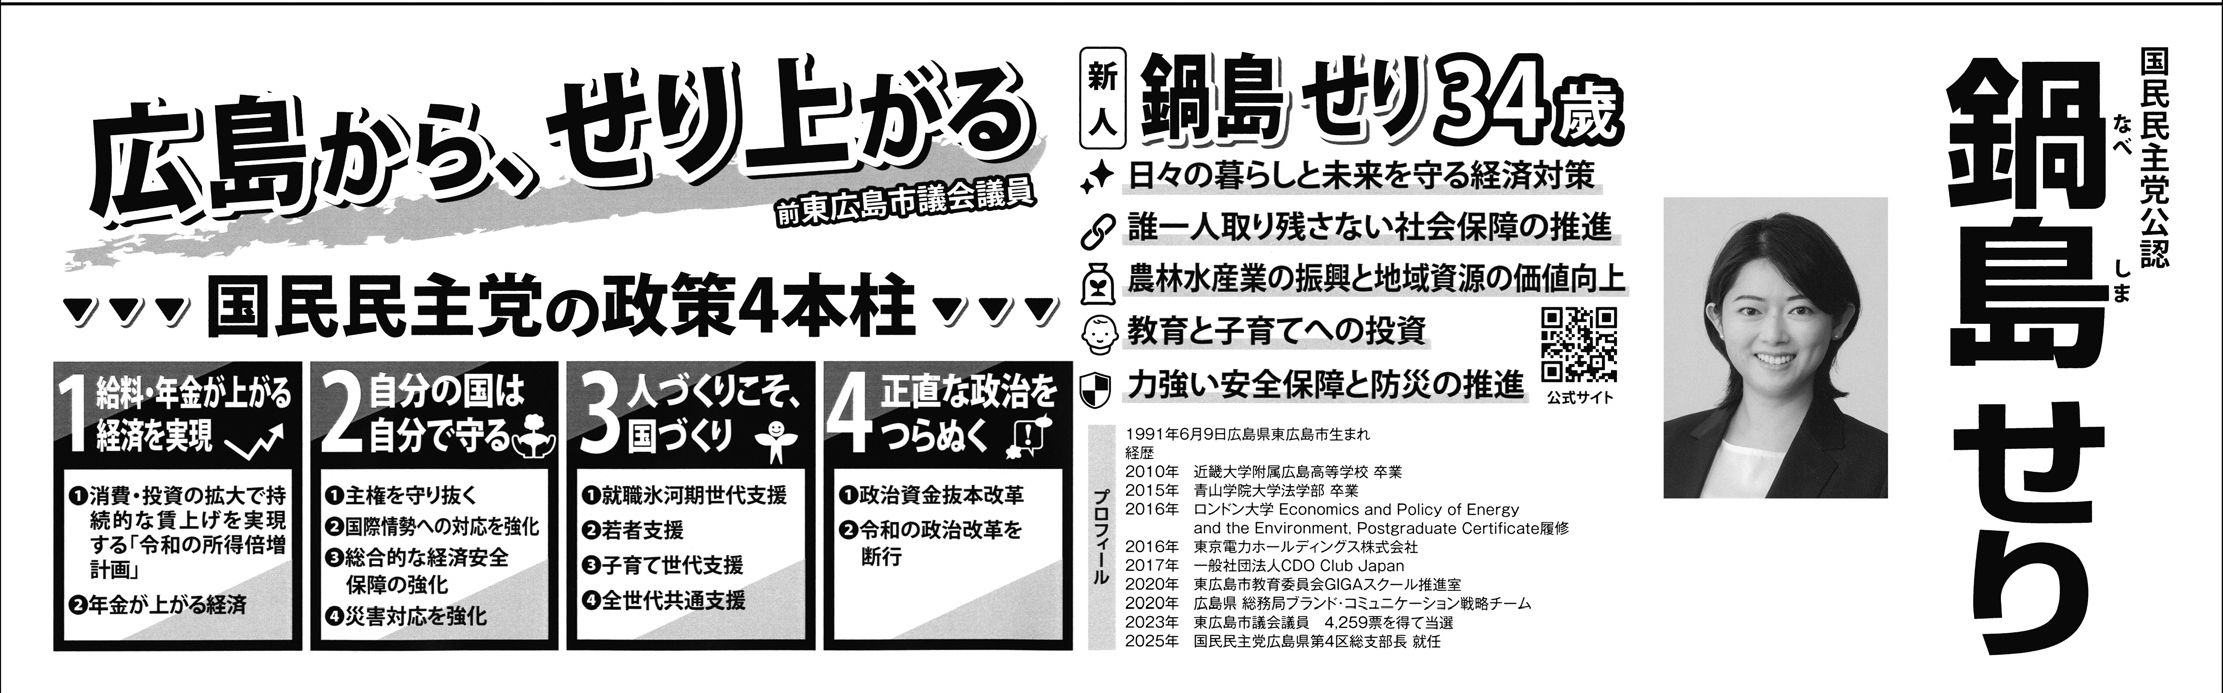 国民民主党公認
鍋島 せり
なべ しま
新人
鍋島 せり 34歳
日々の暮らしと未来を守る経済対策
誰一人取り残さない社会保障の推進
農林水産業の振興と地域資源の価値向上
教育と子育てへの投資
力強い安全保障と防災の推進
公式サイト
プロフィール
1991年6月9日広島県東広島市生まれ
経歴
2010年 近畿大学附属広島高等学校 卒業
2015年 青山学院大学法学部 卒業
2016年 ロンドン大学 Economics and Policy of Energy
and the Environment, Postgraduate Certificate履修
2016年 東京電力ホールディングス株式会社
2017年 一般社団法人CDO Club Japan
2020年 東広島市教育委員会GIGAスクール推進室
2020年 広島県 総務局ブランド・コミュニケーション戦略チーム
2023年 東広島市議会議員 4,259票を得て当選
2025年 国民民主党広島県第4区総支部長 就任
広島から、せり上がる
前東広島市議会議員
国民民主党の政策4本柱
1 給料・年金が上がる
経済を実現
❶消費・投資の拡大で持
続的な賃上げを実現
する「令和の所得倍増
計画」
❷年金が上がる経済
2 自分の国は
自分で守る
❶主権を守り抜く
❷国際情勢への対応を強化
❸総合的な経済安全
保障の強化
❹災害対応を強化
3 人づくりこそ、
国づくり
❶就職氷河期世代支援
❷若者支援
❸子育て世代支援
❹全世代共通支援
4 正直な政治を
つらぬく
❶政治資金抜本改革
❷令和の政治改革を
断行